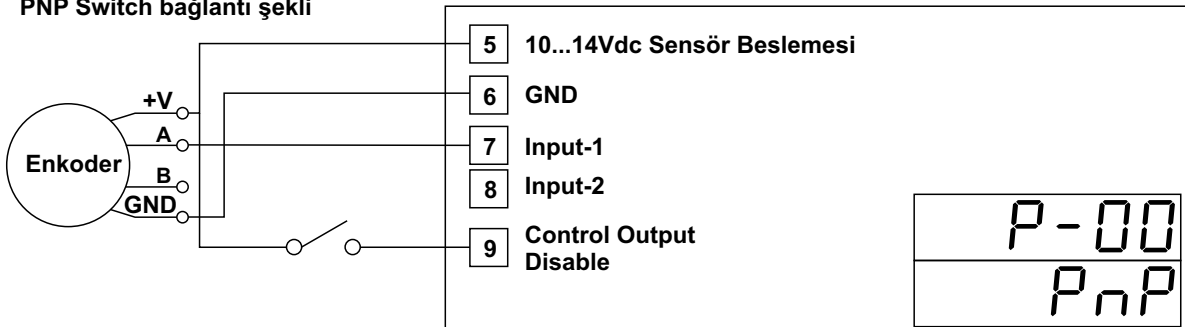 PNP Switch bağlantı şekli
5 10...14Vdc Sensör Beslemesi
+V
6 GND
A
7 Input-1
Enkoder
B
8 Input-2
GND
9 Control Output
Disable
P-00
PnP